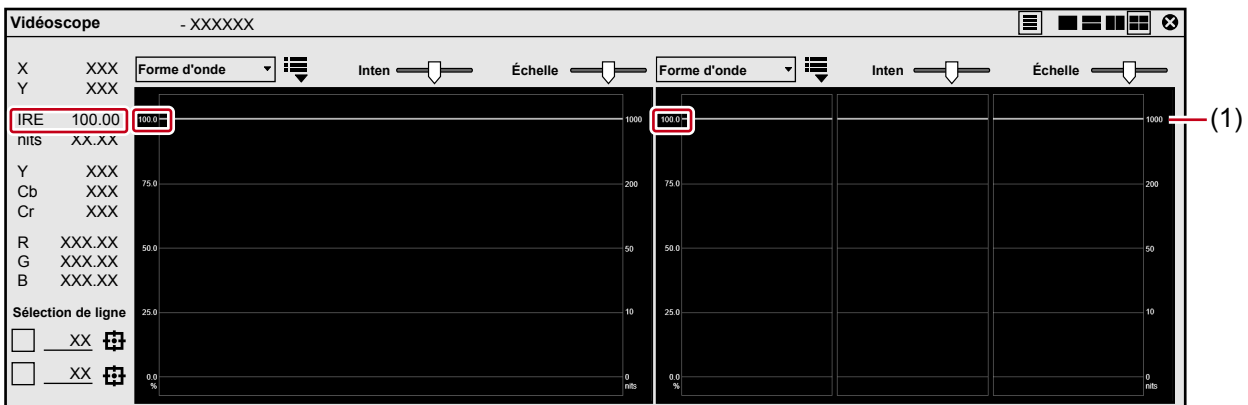 Vidéoscope - XXXXXX
X XXX
Y XXX
IRE 100.00
nits XX.XX
Y XXX
Cb XXX
Cr XXX
R XXX.XX
G XXX.XX
B XXX.XX
Sélection de ligne
XX
XX
Forme d'onde Inten Échelle
100.0 1000
75.0 200
50.0 50
25.0 10
0.0 0
% nits
Forme d'onde Inten Échelle
100.0 1000
75.0 200
50.0 50
25.0 10
0.0 0
% nits
(1)